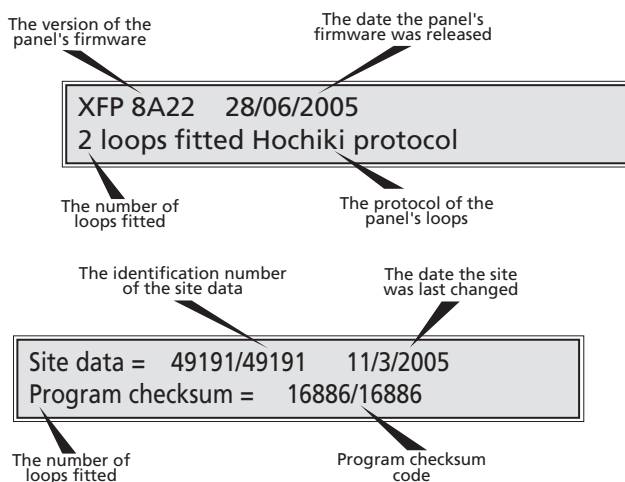 The version of the
panel's firmware
The date the panel's
firmware was released
XFP 8A22 28/06/2005
2 loops fitted Hochiki protocol
The number of
loops fitted
The protocol of the
panel's loops
The identification number
of the site data
The date the site
was last changed
Site data = 49191/49191 11/3/2005
Program checksum = 16886/16886
The number of
loops fitted
Program checksum
code